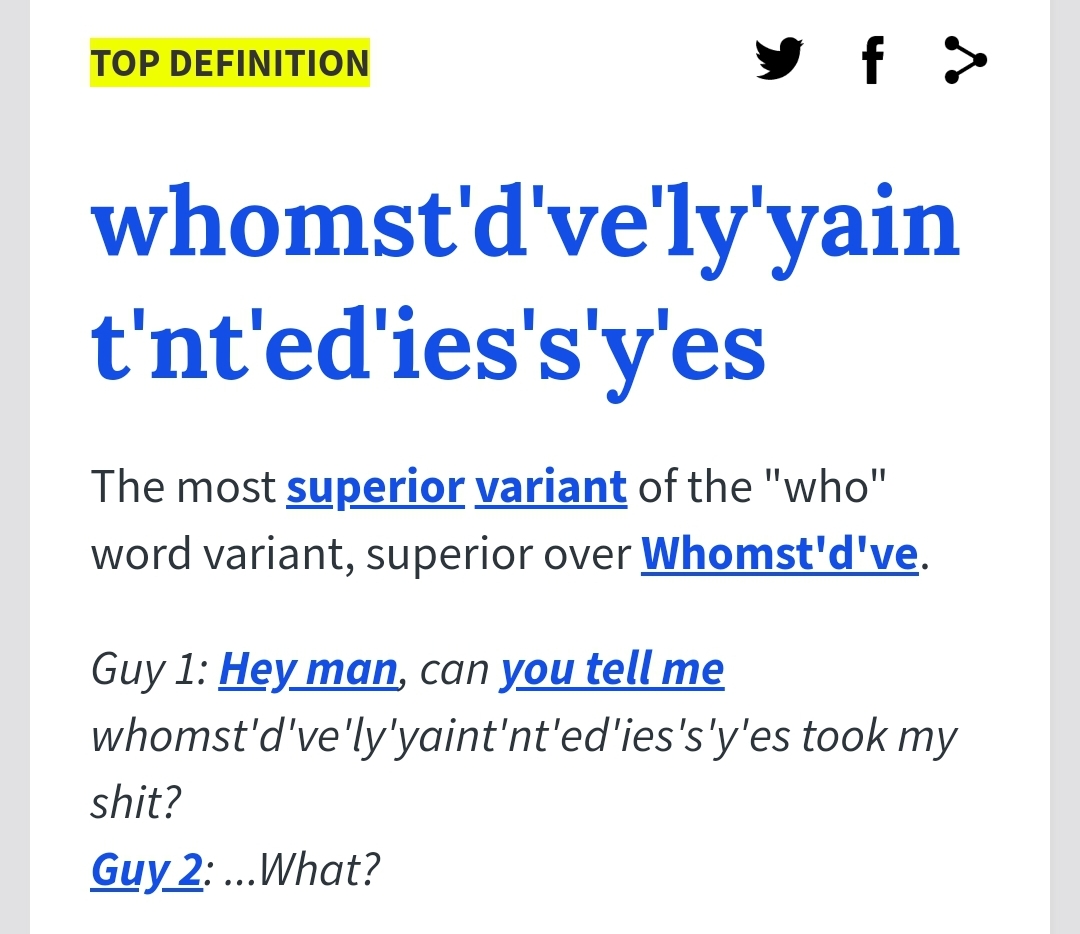 TOP DEFINITION
whomst'd've'ly'yain
t'nt'ed'ies's'y'es
The most superior variant of the "who"
word variant, superior over Whomst'd've.
Guy 1: Hey man, can you tell me
whomst'd've'ly'yaint'nt'ed'ies's'y'es took my
shit?
Guy 2: ...What?